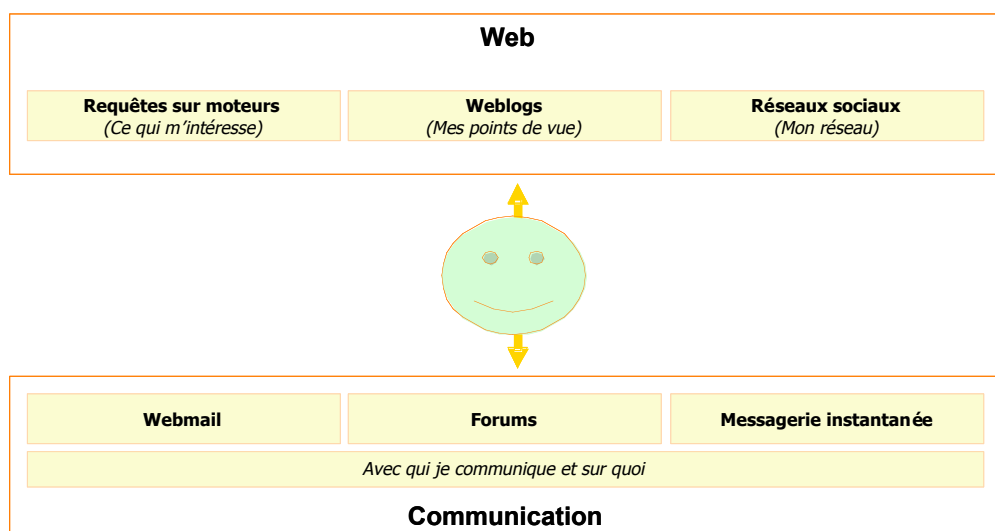 Web
Requêtes sur moteurs
(Ce qui m'intéresse)
Weblogs
(Mes points de vue)
Réseaux sociaux
(Mon réseau)
Webmail
Forums
Messagerie instantanée
Avec qui je communique et sur quoi
Communication